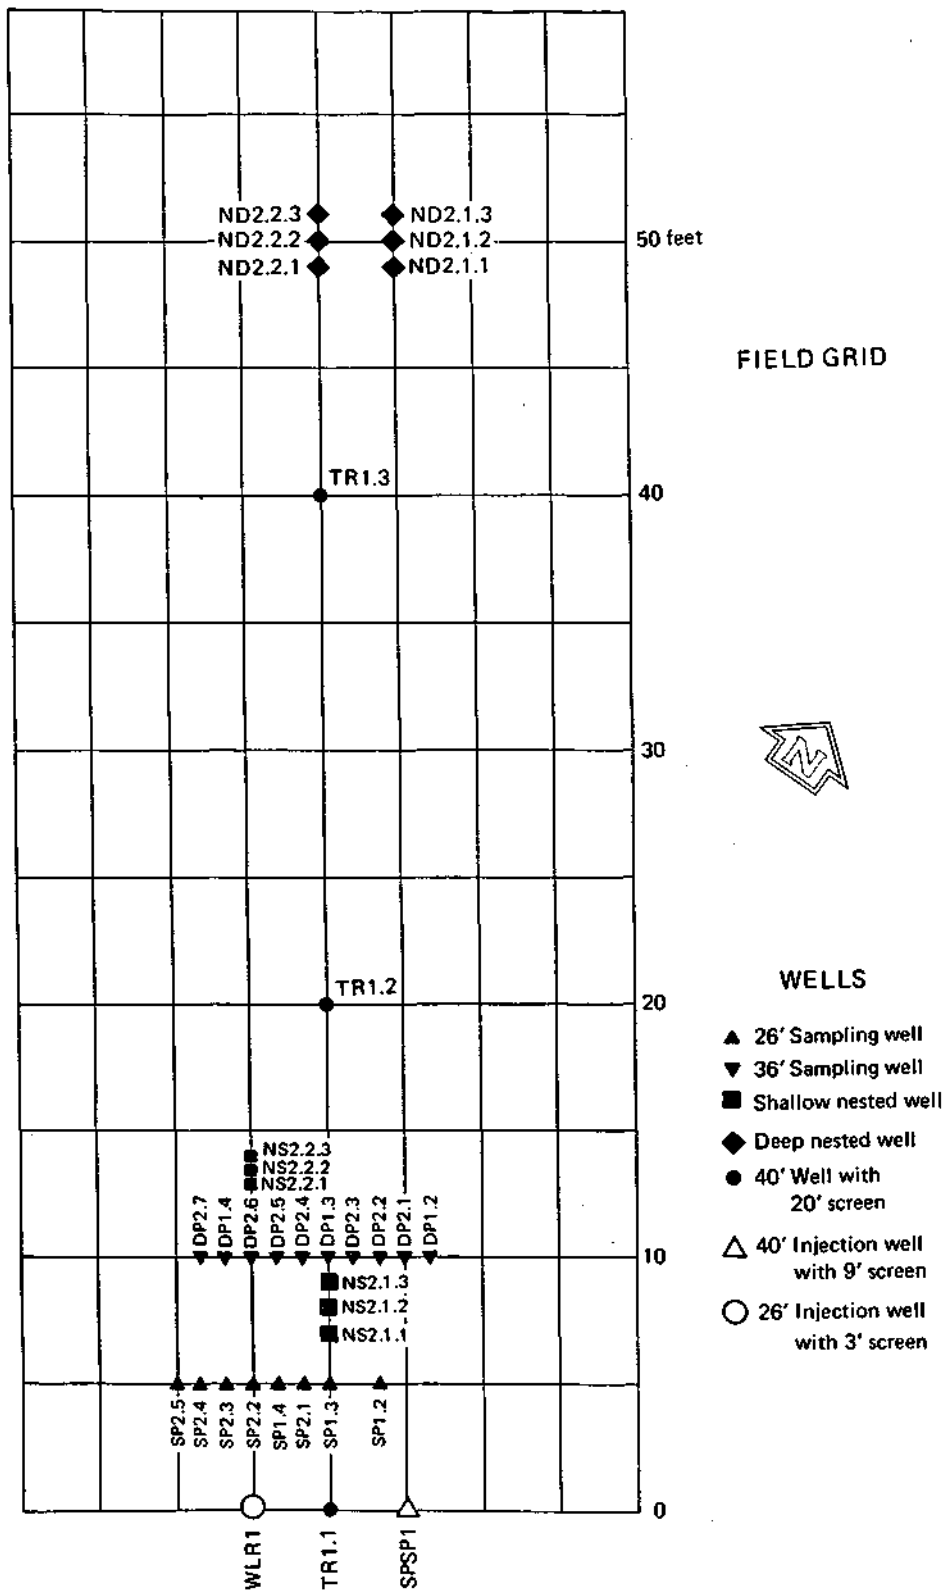 ND2.2.3
ND2.1.3
ND2.2.2
ND2.1.2
50 feet
ND2.2.1
ND2.1.1
FIELD GRID
TR1.3
40
30
N
TR1.2
20
WELLS
26' Sampling well
36' Sampling well
Shallow nested well
Deep nested well
40' Well with
20' screen
40' Injection well
with 9' screen
26' Injection well
with 3' screen
NS2.2.3
NS2.2.2
NS2.2.1
DP2.7
DP1.4
DP2.6
DP2.5
DP2.4
DP1.3
DP2.3
DP2.2
DP2.1
DP1.2
10
NS2.1.3
NS2.1.2
NS2.1.1
SP2.5
SP2.4
SP2.3
SP2.2
SP1.4
SP2.1
SP1.3
SP1.2
0
WLR1
TR1.1
SPSP1